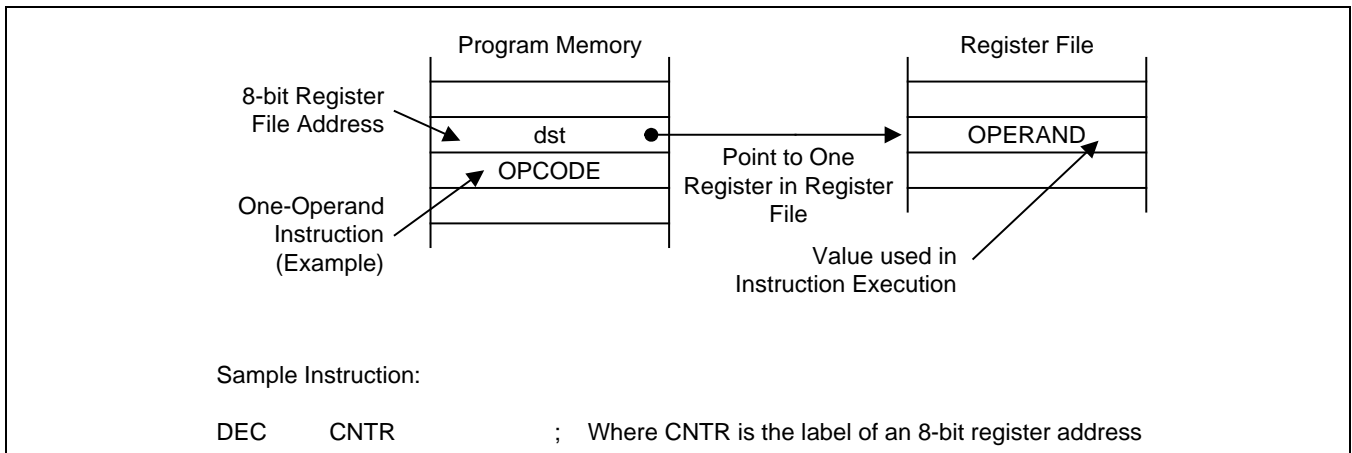 Program Memory
Register File
8-bit Register
File Address
dst
OPERAND
OPCODE
Point to One
Register in Register
File
One-Operand
Instruction
(Example)
Value used in
Instruction Execution
Sample Instruction:
DEC CNTR ; Where CNTR is the label of an 8-bit register address